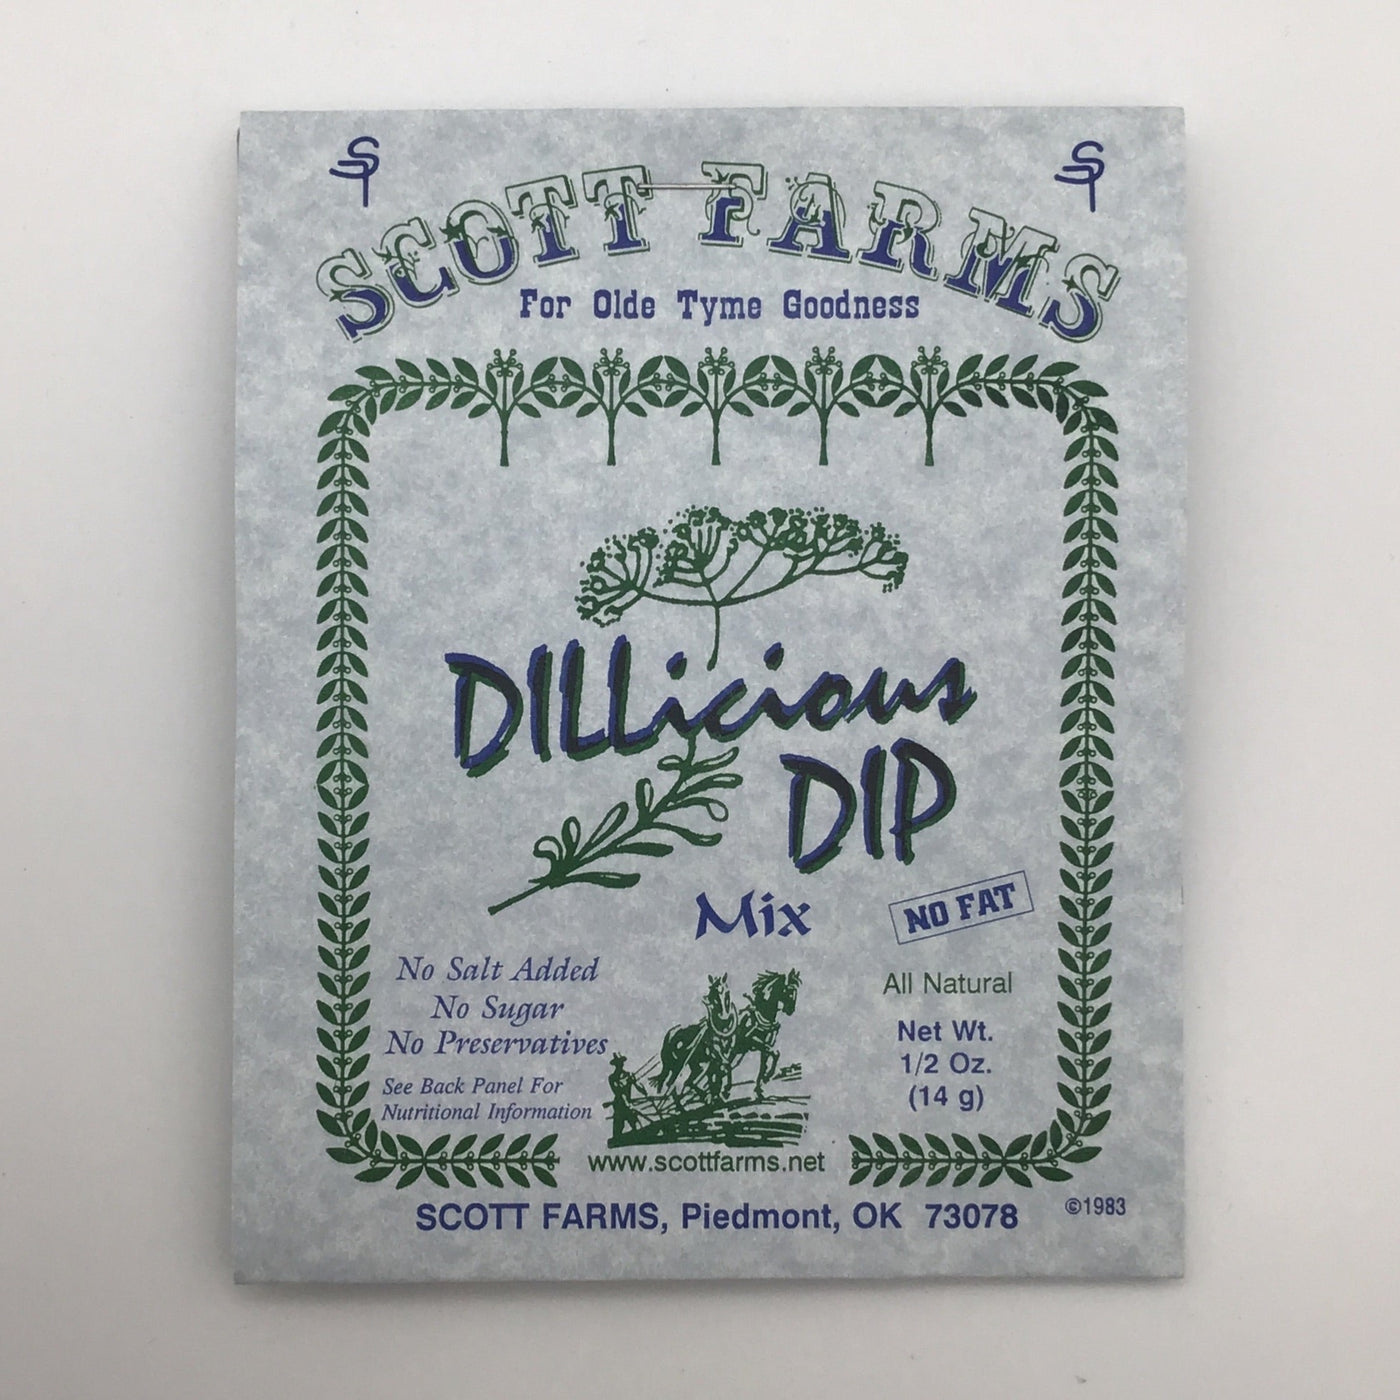 SCOTT FARMS
For Olde Tyme Goodness
DILLicious
DIP
Mix
NO FAT
No Salt Added
No Sugar
No Preservatives
See Back Panel For
Nutritional Information
All Natural
Net Wt.
1/2 Oz.
(14 g)
www.scottfarms.net
SCOTT FARMS, Piedmont, OK 73078
©1983